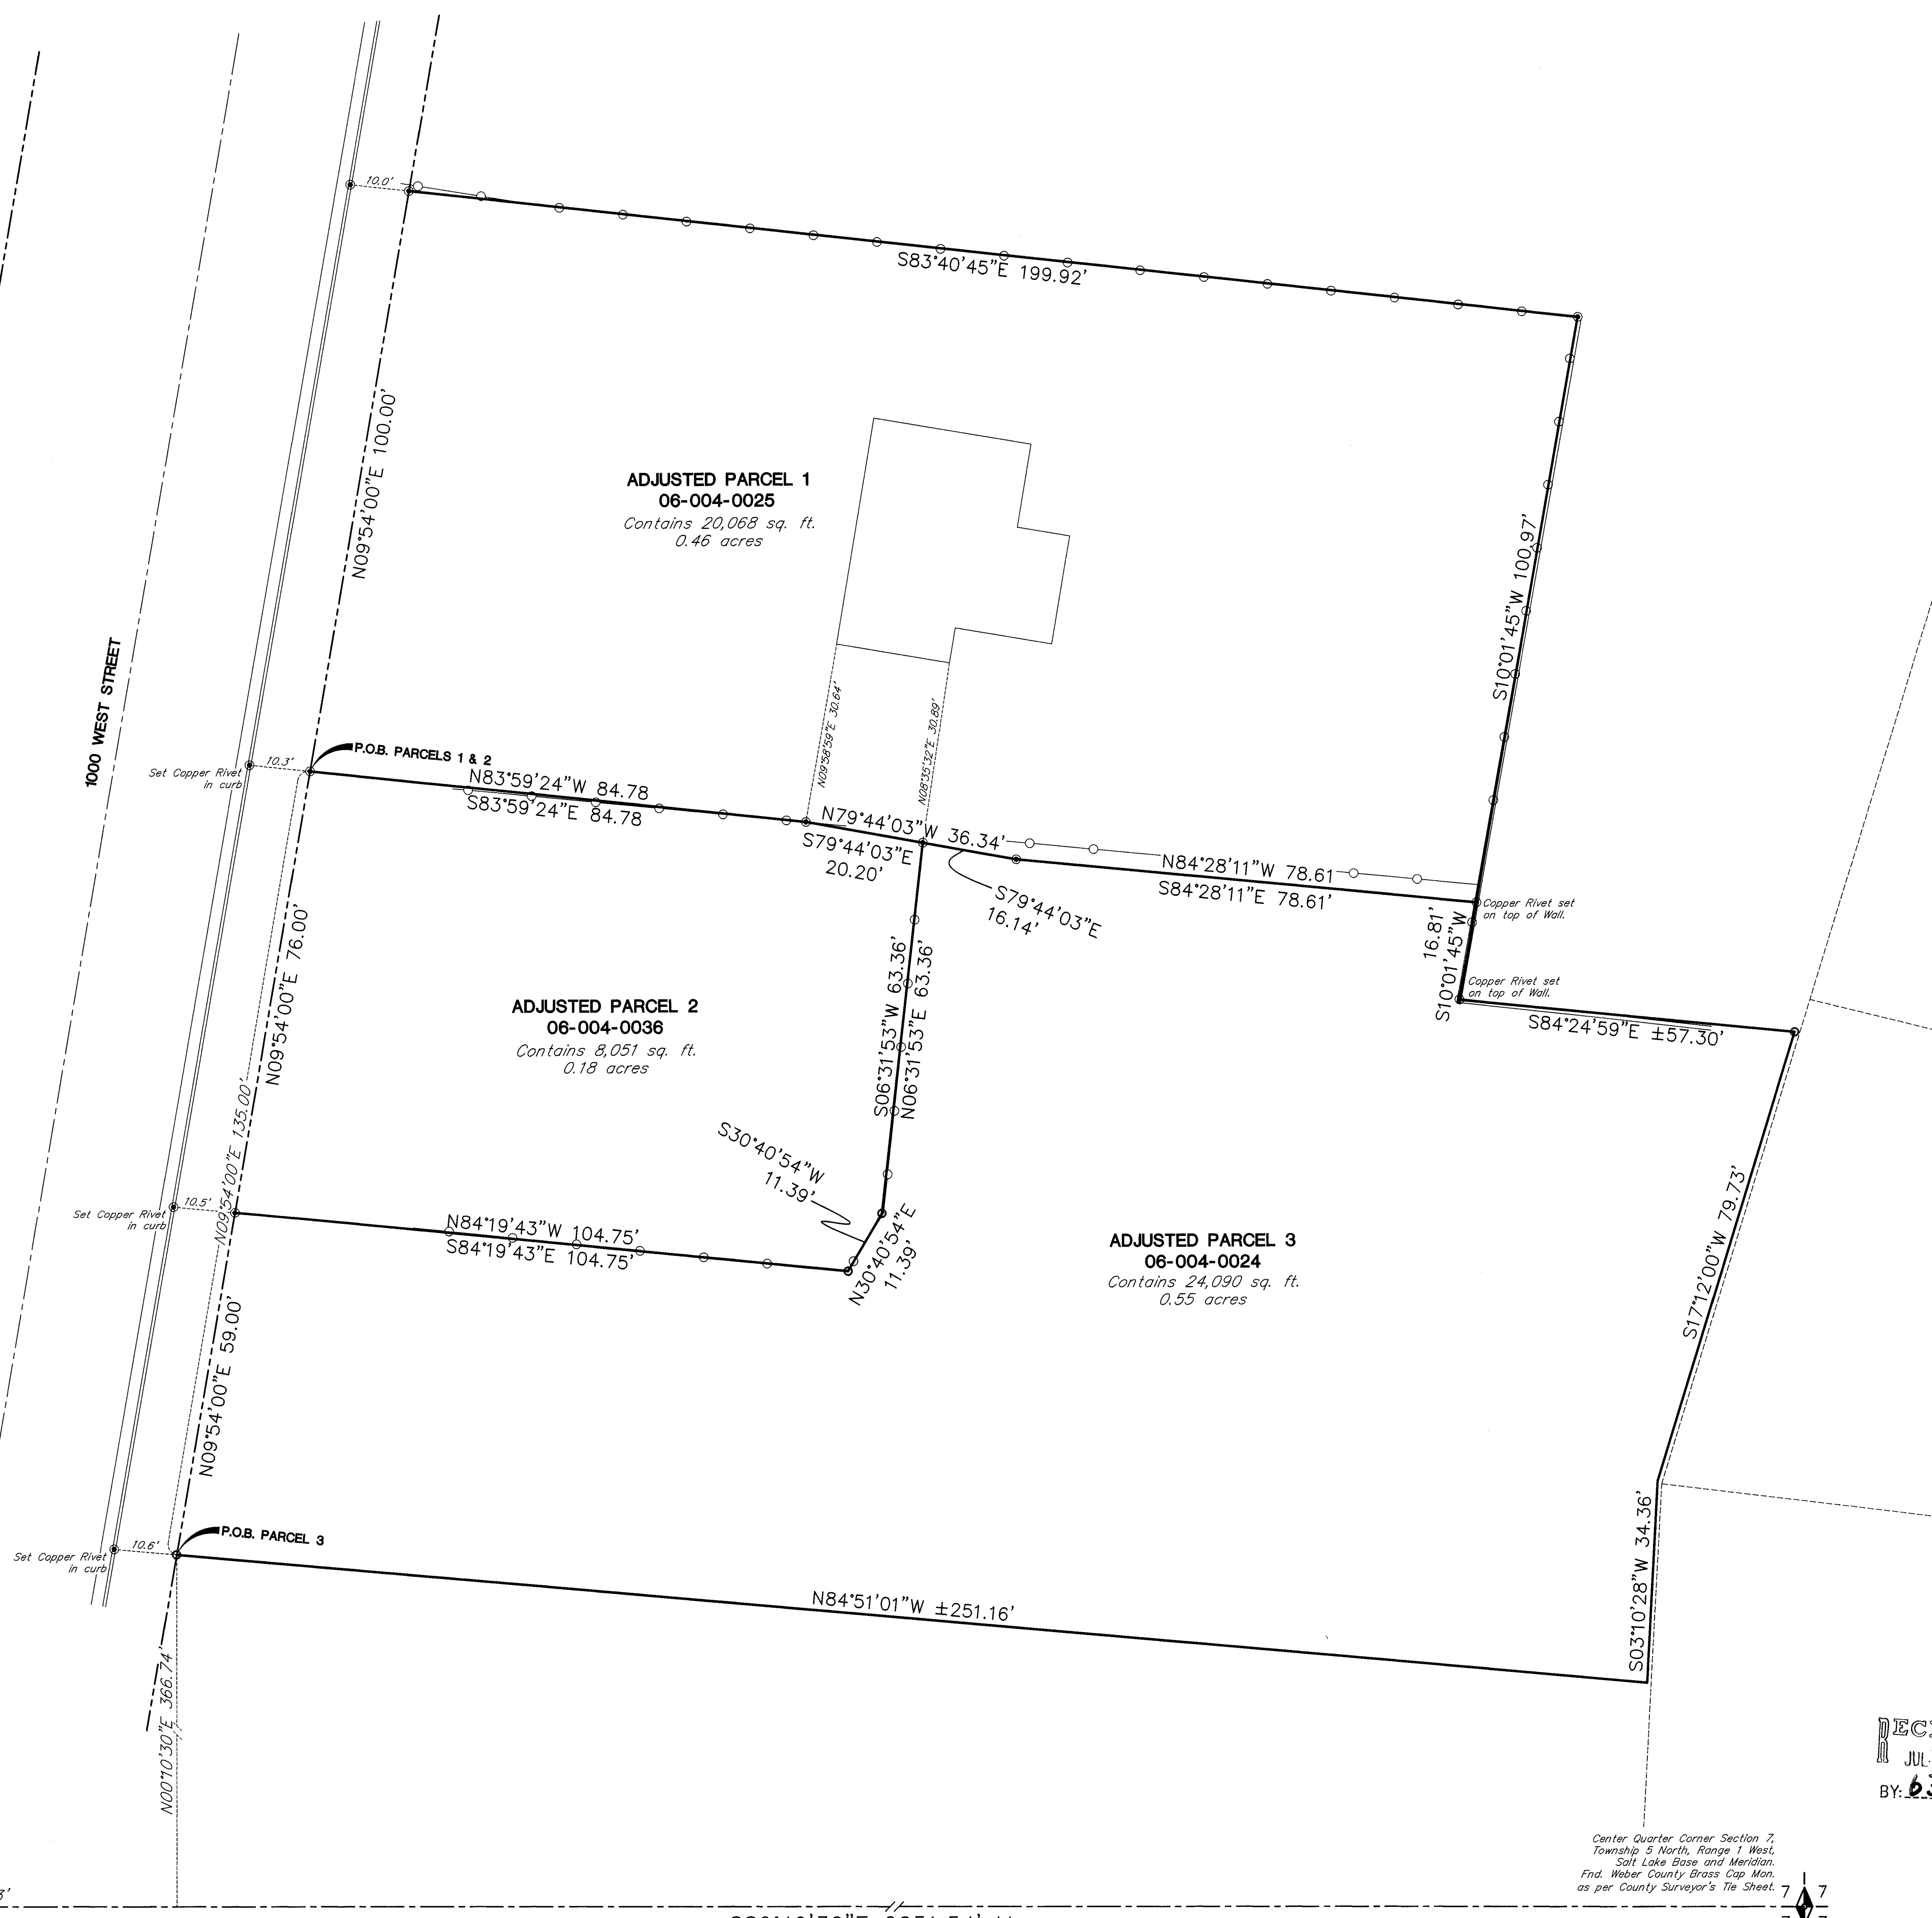 10.0'
S83°40'45"E 199.92'
N09°54'00"E 100.00'
ADJUSTED PARCEL 1
06-004-0025
Contains 20,068 sq. ft.
0.46 acres
S10°01'45"W 100.97'
1000 WEST STREET
N09°58'59"E 30.64'
N08°35'32"E 30.89'
P.O.B. PARCELS 1 & 2
10.3'
Set Copper Rivet
in curb
N83°59'24"W 84.78
S83°59'24"E 84.78
N79°44'03"W 36.34'
S79°44'03"E
20.20'
S79°44'03"E
16.14'
N84°28'11"W 78.61
S84°28'11"E 78.61'
Copper Rivet set
on top of Wall.
S10°01'45"W
16.81'
Copper Rivet set
on top of Wall.
S84°24'59"E ±57.30'
N09°54'00"E 76.00'
ADJUSTED PARCEL 2
06-004-0036
Contains 8,051 sq. ft.
0.18 acres
S06°31'53"W 63.36'
N06°31'53"E 63.36'
N09°54'00"E 135.00'
S30°40'54"W
11.39'
N30°40'54"E
11.39'
10.5'
Set Copper Rivet
in curb
N84°19'43"W 104.75'
S84°19'43"E 104.75'
ADJUSTED PARCEL 3
06-004-0024
Contains 24,090 sq. ft.
0.55 acres
S17°12'00"W 79.73'
N09°54'00"E 59.00'
P.O.B. PARCEL 3
10.6'
Set Copper Rivet
in curb
N84°51'01"W ±251.16'
S03°10'28"W 34.36'
N00°10'30"E 366.74'
JUL
BY:
Center Quarter Corner Section 7,
Township 5 North, Range 1 West,
Salt Lake Base and Meridian.
Fnd. Weber County Brass Cap Mon.
as per County Surveyor's Tie Sheet.
7 7